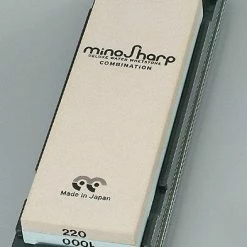 minoSharp
DELUXE WATER WHETSTONE
COMBINATION
Made in Japan
220
1000